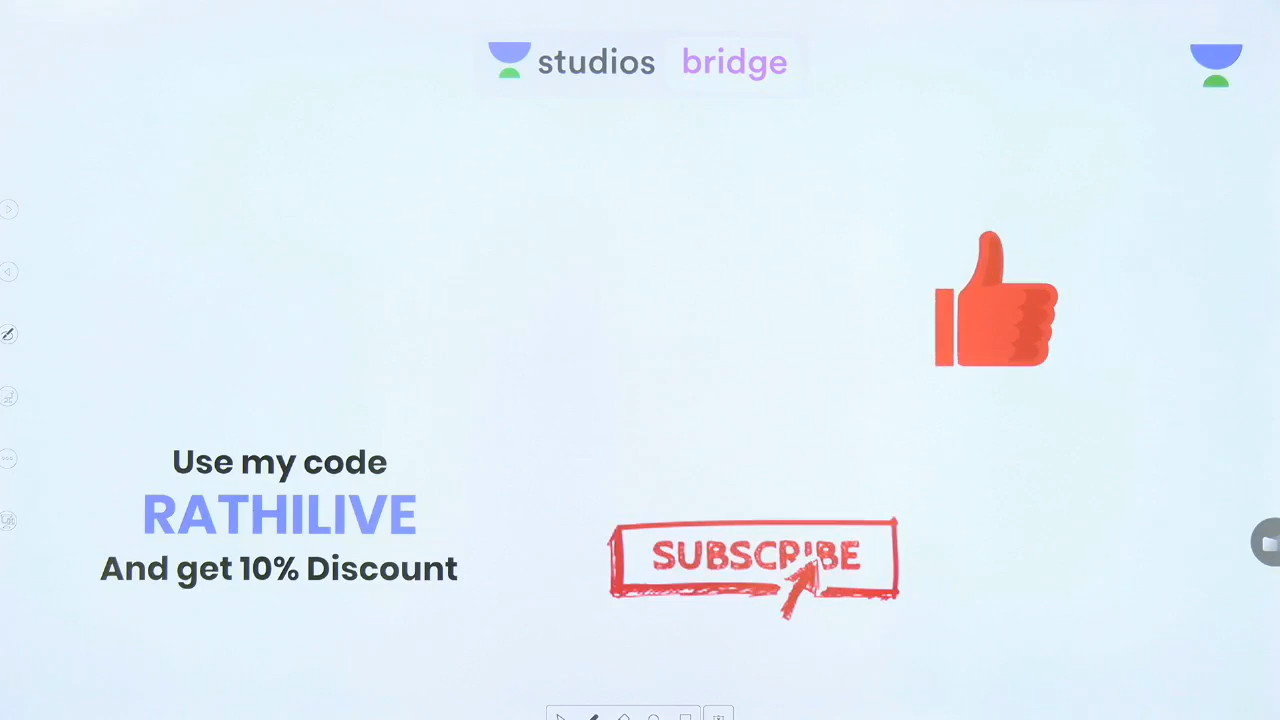 studios bridge
Use my code
RATHILIVE
And get 10% Discount
SUBSCRIBE